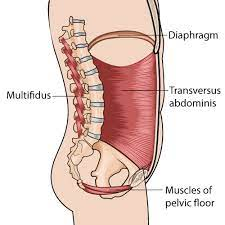 Diaphragm
Multifidus
Transversus
abdominis
Muscles of
pelvic floor